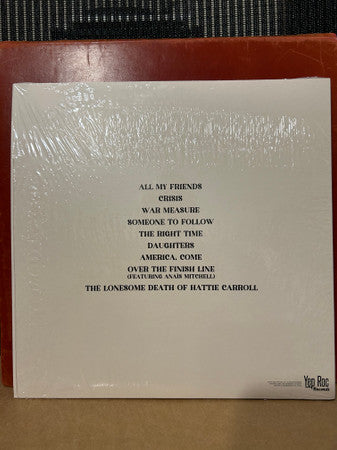 ALL MY FRIENDS
CRISIS
WAR MEASURE
SOMEONE TO FOLLOW
THE RIGHT TIME
DAUGHTERS
AMERICA, COME
OVER THE FINISH LINE
(FEATURING ANAIS MITCHELL)
THE LONESOME DEATH OF HATTIE CARROLL
Yep Roc
Records